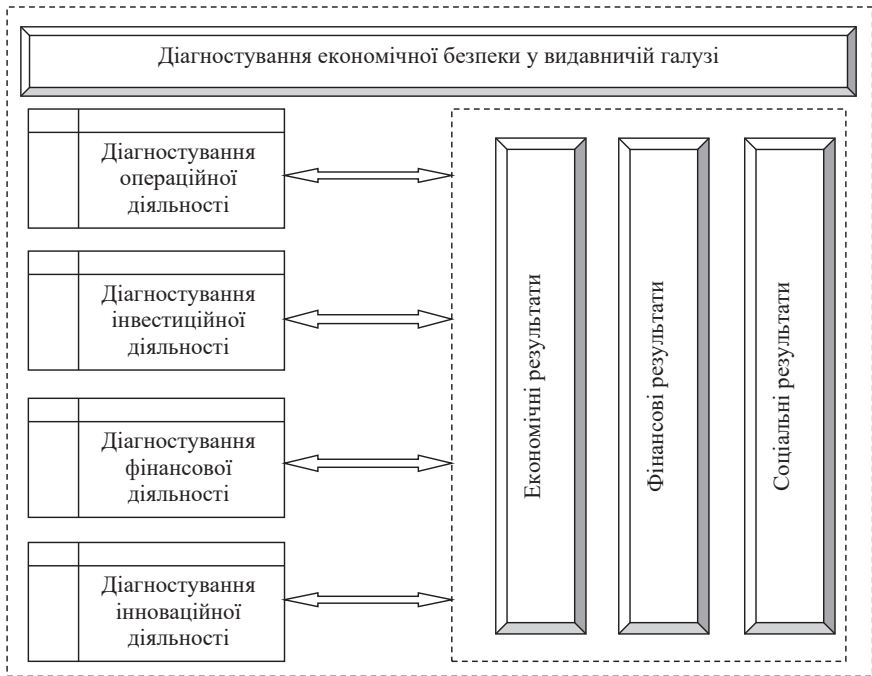 Діагностування економічної безпеки у видавничій галузі
Діагностування
операційної
діяльності
Діагностування
інвестиційної
діяльності
Діагностування
фінансової
діяльності
Діагностування
інноваційної
діяльності
Економічні результати
Фінансові результати
Соціальні результати